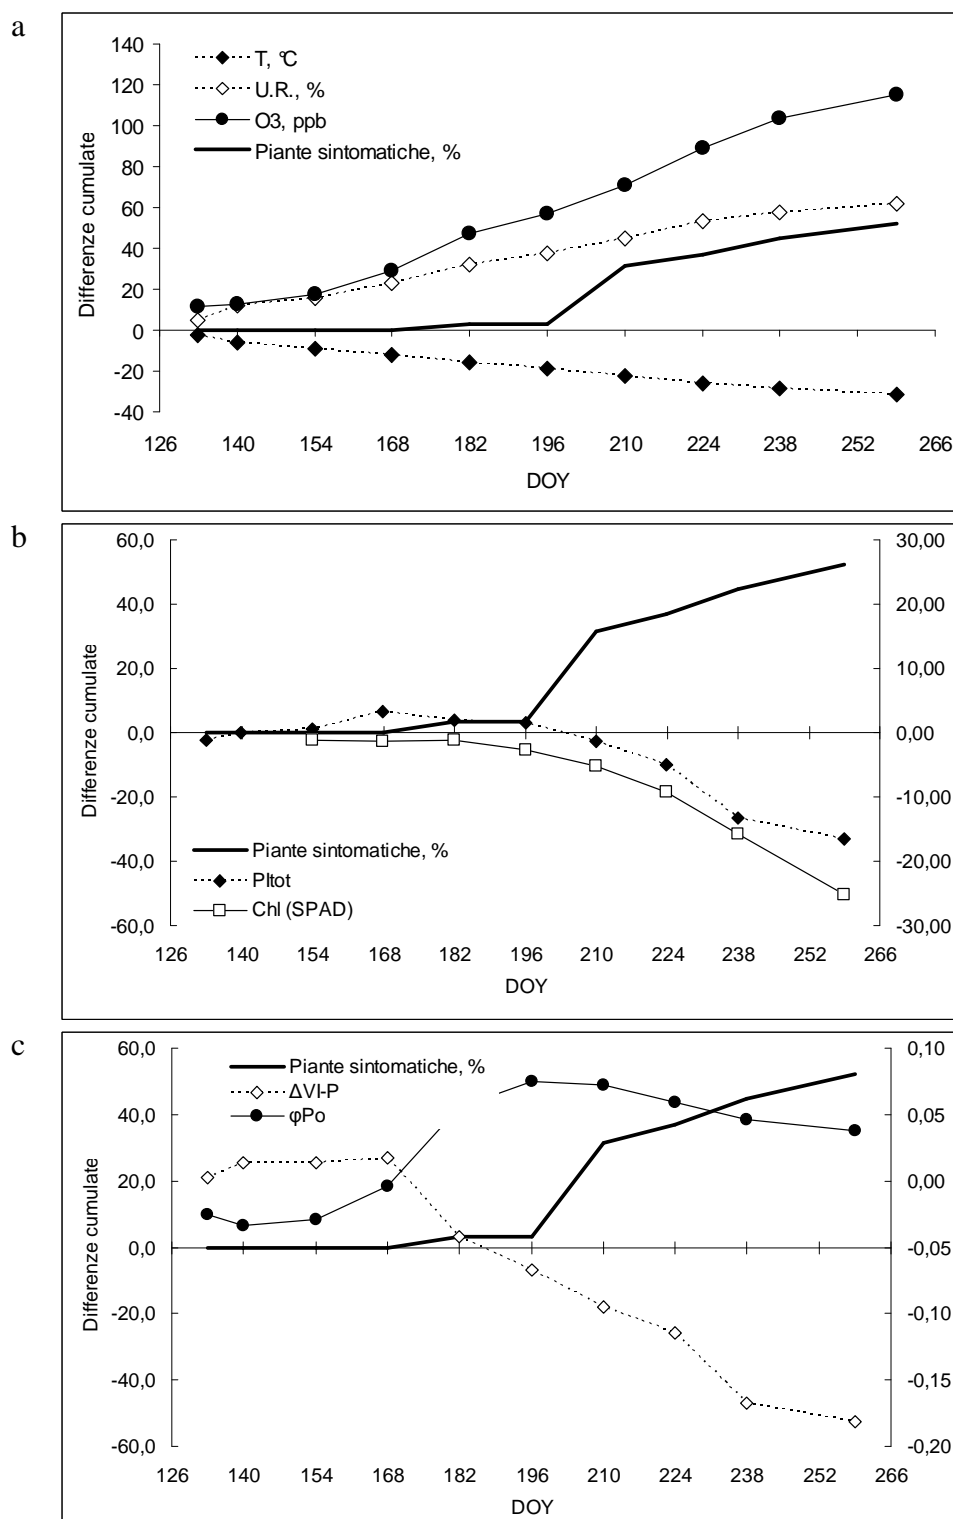 a
140
120
100
80
60
40
20
0
-20
-40
Differenze cumulate
T, °C
U.R., %
O3, ppb
Piante sintomatiche, %
126 140 154 168 182 196 210 224 238 252 266
DOY
b
60,0
40,0
20,0
0,0
-20,0
-40,0
-60,0
Differenze cumulate
30,00
20,00
10,00
0,00
-10,00
-20,00
-30,00
Piante sintomatiche, %
PItot
Chl (SPAD)
126 140 154 168 182 196 210 224 238 252 266
DOY
c
60,0
40,0
20,0
0,0
-20,0
-40,0
-60,0
Differenze cumulate
Piante sintomatiche, %
ΔVI-P
φPo
0,10
0,05
0,00
-0,05
-0,10
-0,15
-0,20
126 140 154 168 182 196 210 224 238 252 266
DOY